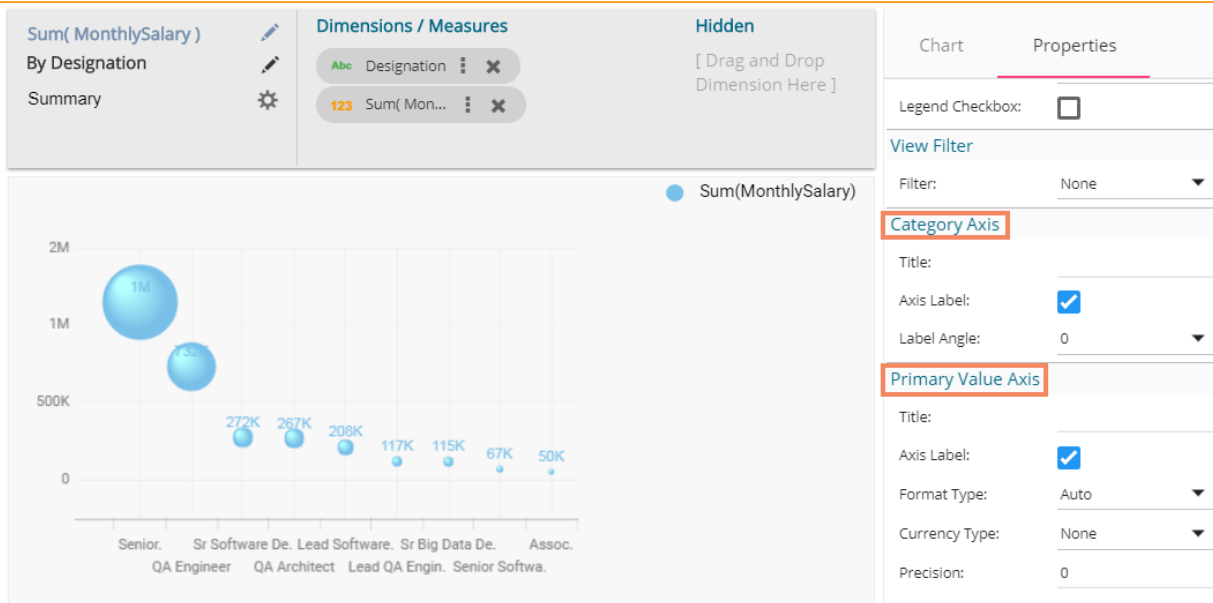 Sum( MonthlySalary )
By Designation
Summary
Dimensions / Measures
Abc Designation
123 Sum( Mon...
Hidden
[ Drag and Drop
Dimension Here ]
Sum(MonthlySalary)
2M
1M
500K
0
1M
732K
272K
267K
208K
117K
115K
67K
50K
Senior.
Sr Software De.
Lead Software.
Sr Big Data De.
Assoc.
QA Engineer
QA Architect
Lead QA Engin.
Senior Softwa.
Chart
Properties
Legend Checkbox:
View Filter
Filter: None
Category Axis
Title:
Axis Label:
Label Angle: 0
Primary Value Axis
Title:
Axis Label:
Format Type: Auto
Currency Type: None
Precision: 0